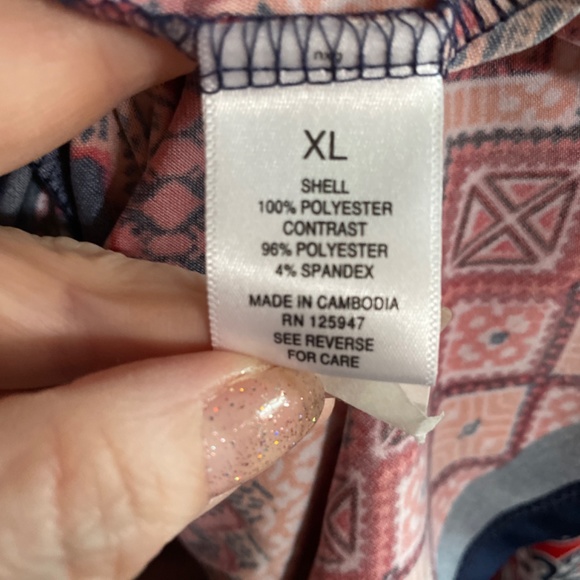 XL
SHELL
100% POLYESTER
CONTRAST
96% POLYESTER
4% SPANDEX
MADE IN CAMBODIA
RN 125947
SEE REVERSE
FOR CARE